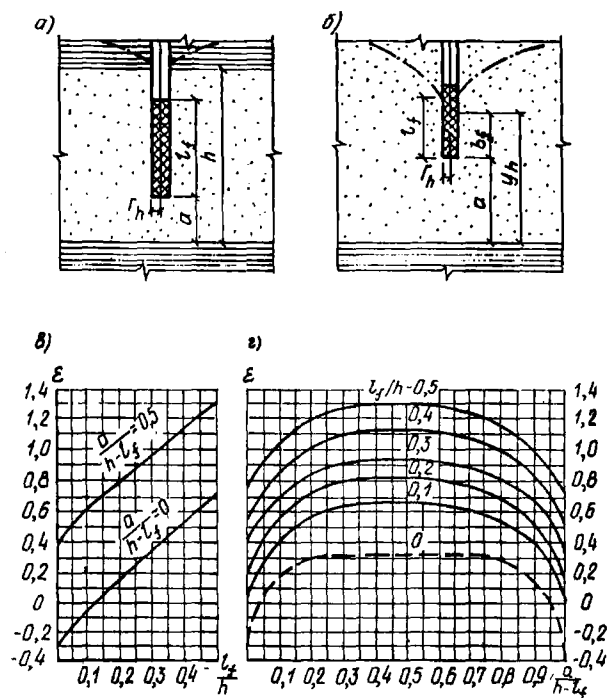 а)
б)
l_f
h
r_h
a
l_f
b_f
y_h
r_h
a
в)
г)
ε
ε
1,4
1,2
1,0
0,8
0,6
0,4
0,2
0
-0,2
-0,4
a/(h-l_f)=0,5
a/(h-l_f)=0
0,1 0,2 0,3 0,4 l_f/h
l_f/h-0,5
0,4
0,3
0,2
0,1
0
1,4
1,2
1,0
0,8
0,6
0,4
0,2
0
-0,2
-0,4
0,1 0,2 0,3 0,4 0,5 0,6 0,7 0,8 0,9 a/(h-l_f)